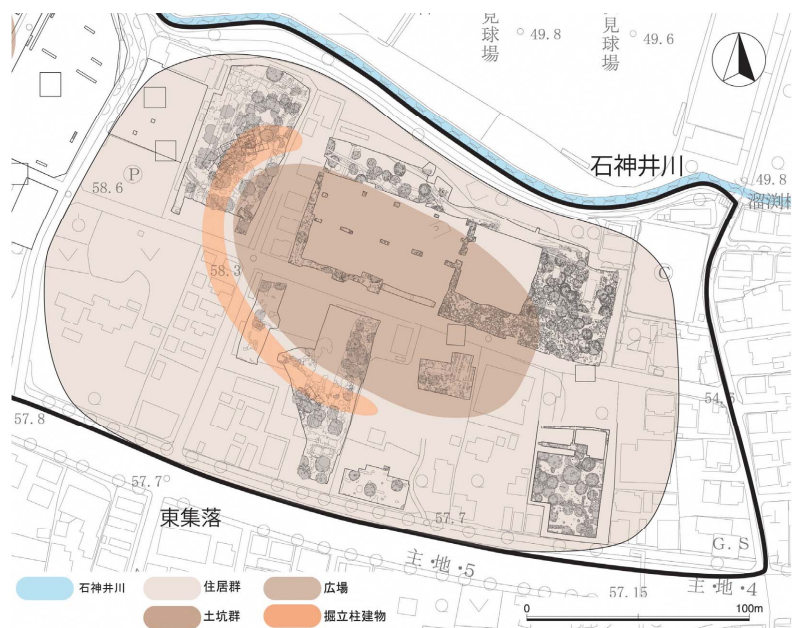 見球場
49.8
見球場
49.6
石神井川
49.8
溜渕
P
58.6
58.3
C
54.6
57.8
57.7
57.7
東集落
主・地・5
G.S
主・地・4
57.15
石神井川
住居群
広場
土坑群
掘立柱建物
0
100m